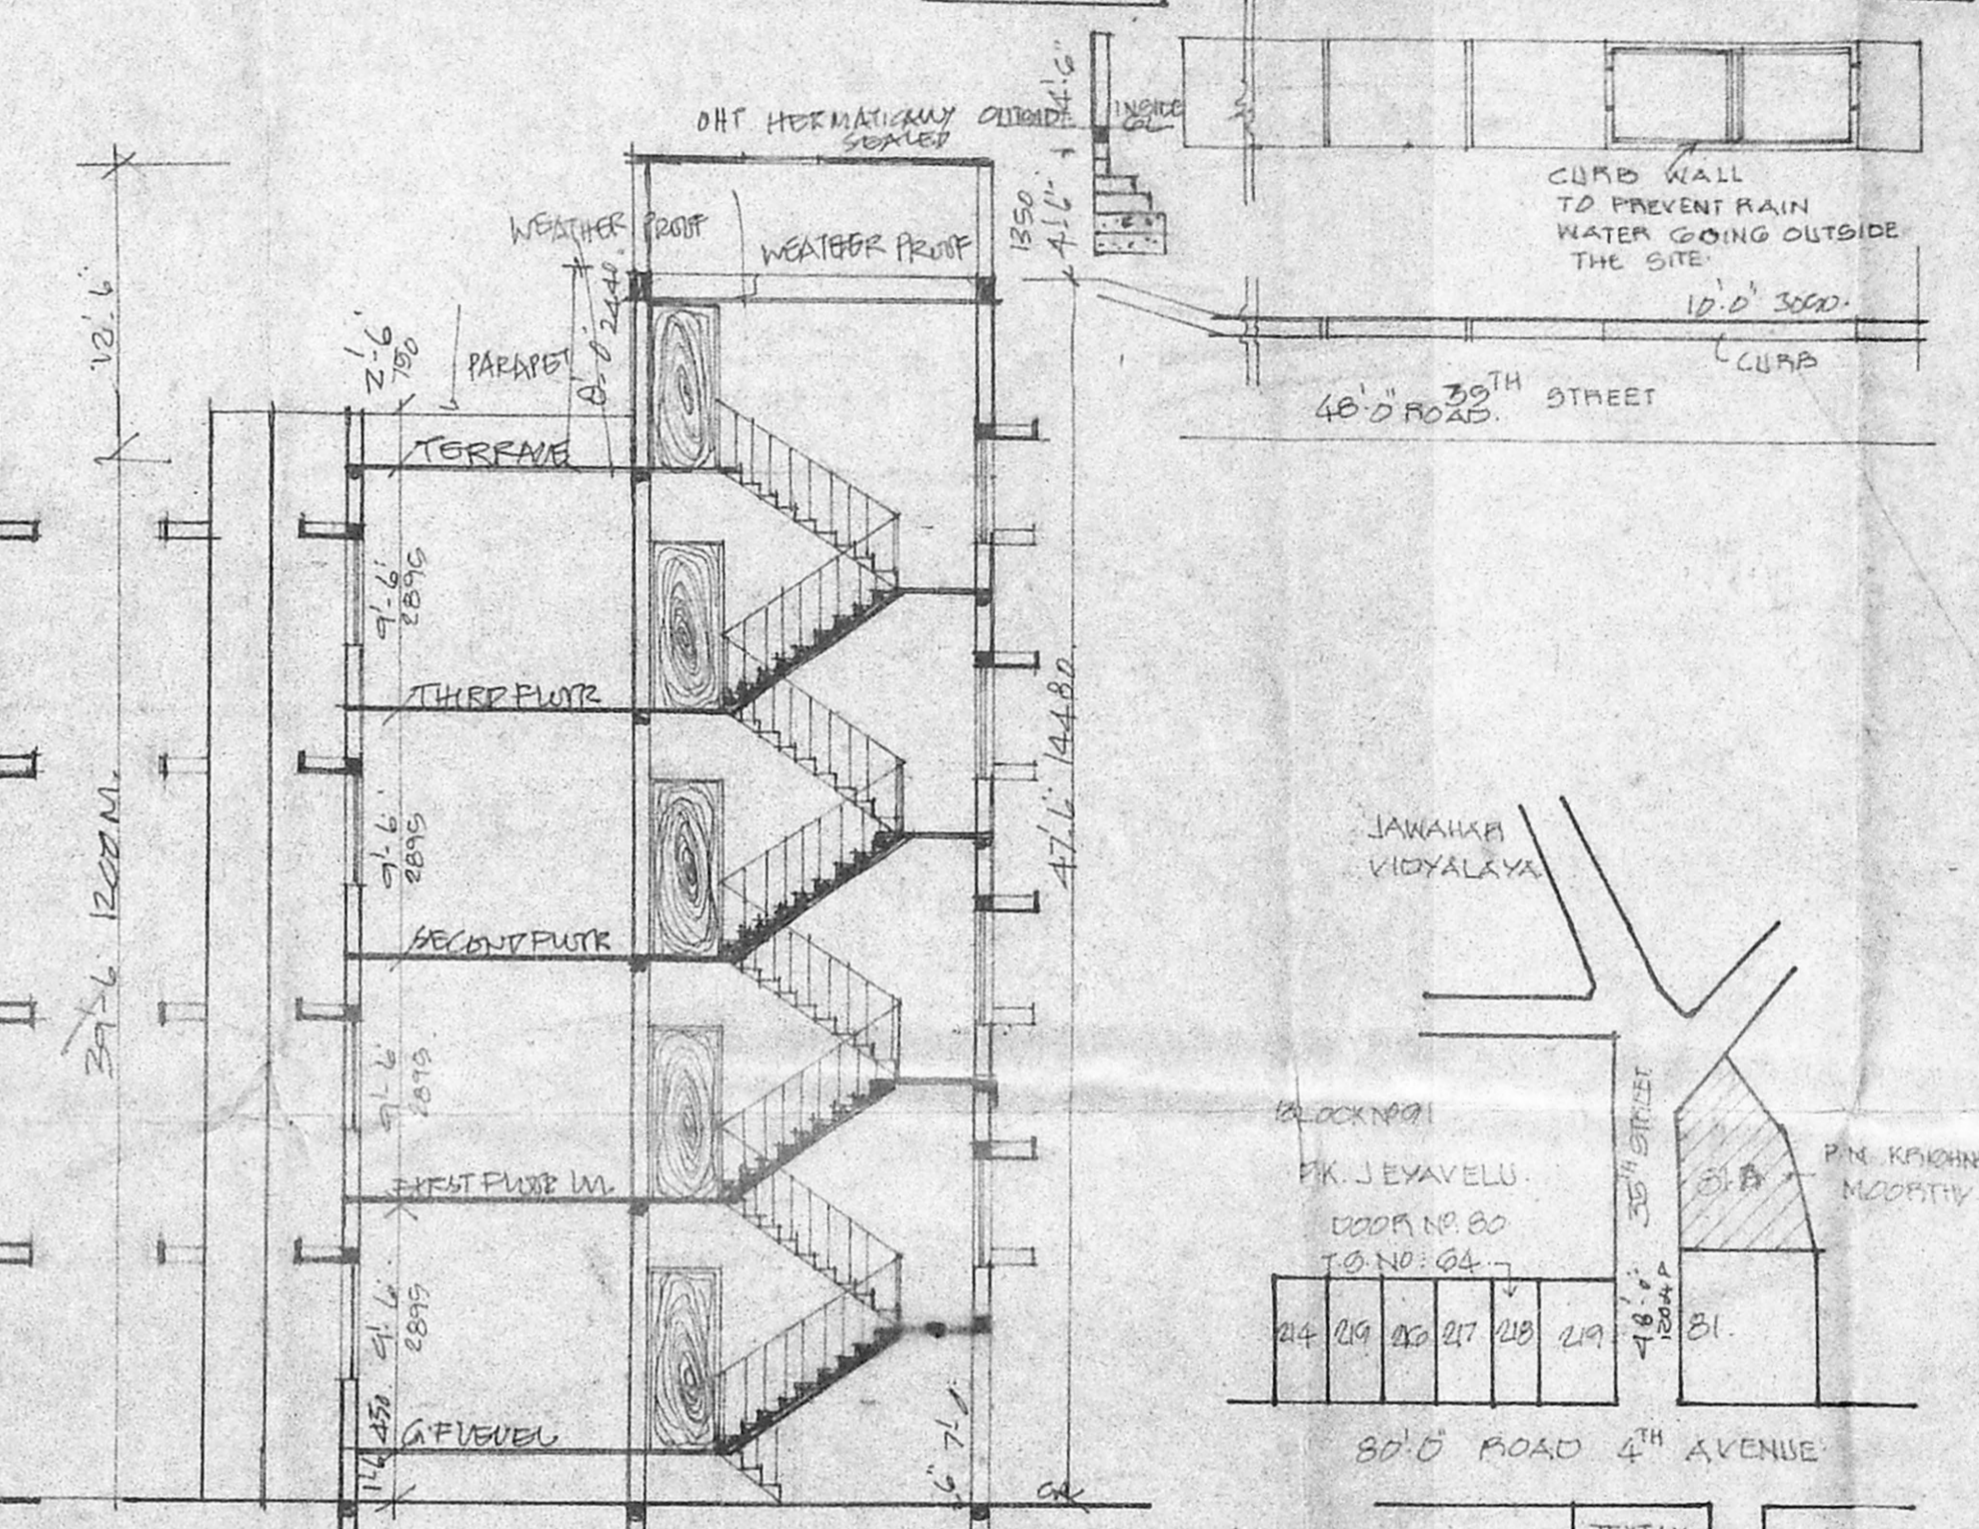 OHT HERMATICALLY OUTSIDE
SEALED
4'-6"
INSIDE
GL
WEATHER PROOF
WEATHER PROOF
1350
4'-6"
CURB WALL
TO PREVENT RAIN
WATER GOING OUTSIDE
THE SITE.
10'-0" 3000.
CURB
48'-0" ROAD. 39TH STREET
12'-6"
2'-6"
750
PARAPET
8'-0" 2440.
TERRACE
9'-6"
2895
THIRD FLOOR
47'-6" 14480
39'-6" 1200M.
9'-6"
2895
SECOND FLOOR
9'-6"
2895
FIRST FLOOR LVL
9'-6"
2895
G.F LEVEL
1'-6" 450
7'-
GL
JAWAHAR
VIDYALAYA
BLOCK NO 91
P.K. JEYAVELU.
DOOR NO. 80
T.S. NO: 64
35TH STREET
48'-0"
P.N. KRISHNA
MOORTHY
214 219 216 217 218 219
81.
80'-0" ROAD 4TH AVENUE